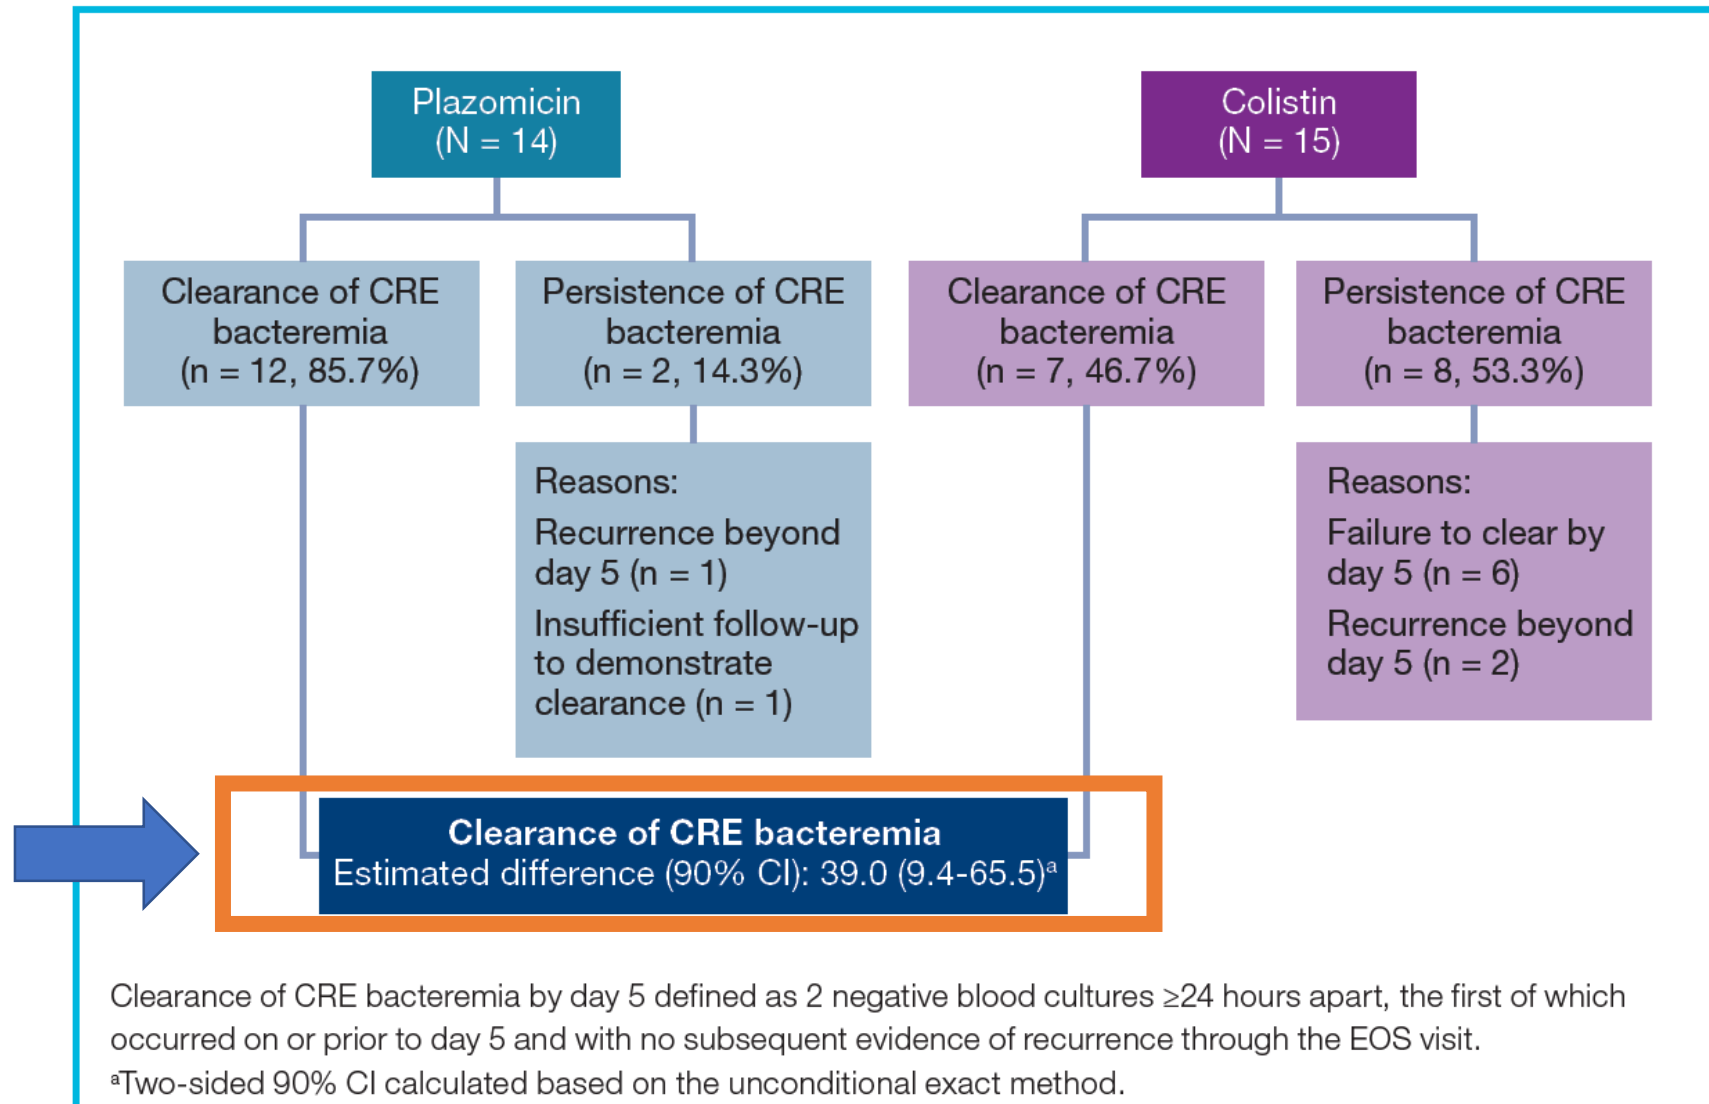 Plazomicin
(N = 14)
Colistin
(N = 15)
Clearance of CRE
bacteremia
(n = 12, 85.7%)
Persistence of CRE
bacteremia
(n = 2, 14.3%)
Clearance of CRE
bacteremia
(n = 7, 46.7%)
Persistence of CRE
bacteremia
(n = 8, 53.3%)
Reasons:
Recurrence beyond
day 5 (n = 1)
Insufficient follow-up
to demonstrate
clearance (n = 1)
Reasons:
Failure to clear by
day 5 (n = 6)
Recurrence beyond
day 5 (n = 2)
Clearance of CRE bacteremia
Estimated difference (90% CI): 39.0 (9.4-65.5)ᵃ
Clearance of CRE bacteremia by day 5 defined as 2 negative blood cultures ≥24 hours apart, the first of which
occurred on or prior to day 5 and with no subsequent evidence of recurrence through the EOS visit.
ᵃTwo-sided 90% CI calculated based on the unconditional exact method.